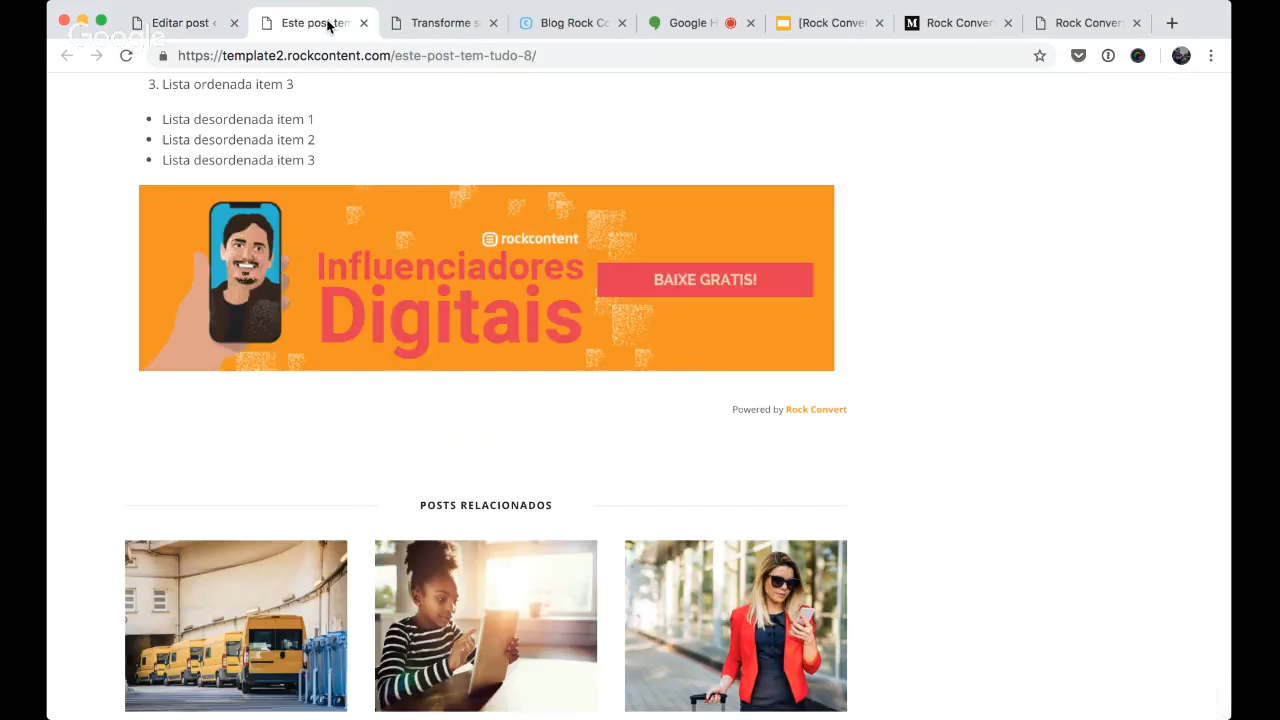 Editar post
Este post tem
Transforme s
Blog Rock Co
Google H
[Rock Conver
Rock Conver
Rock Conver
Google
https://template2.rockcontent.com/este-post-tem-tudo-8/
3. Lista ordenada item 3
• Lista desordenada item 1
• Lista desordenada item 2
• Lista desordenada item 3
rockcontent
Influenciadores
Digitais
BAIXE GRATIS!
Powered by Rock Convert
POSTS RELACIONADOS